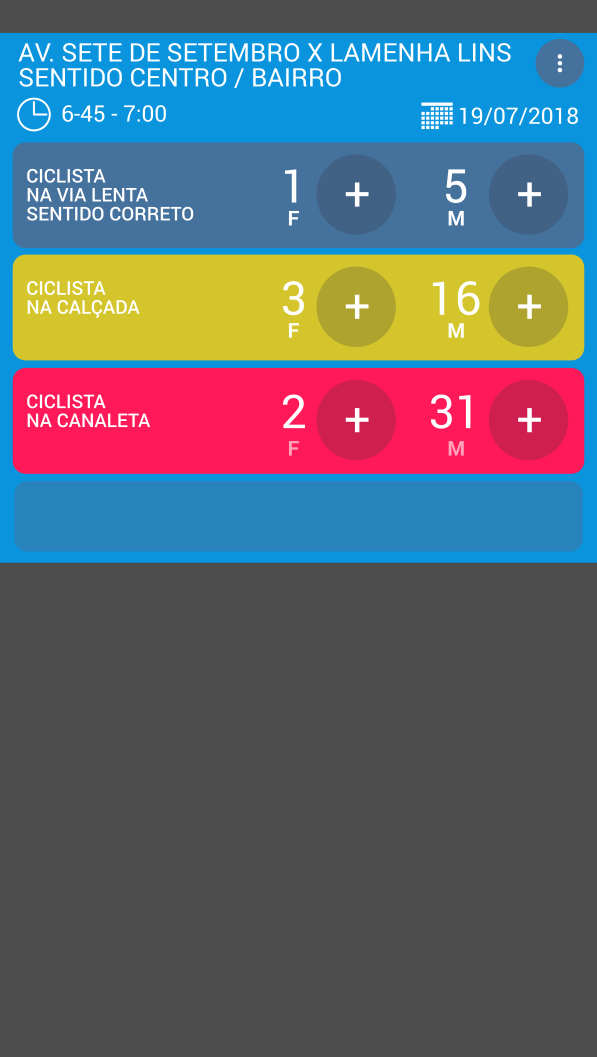 AV. SETE DE SETEMBRO X LAMENHA LINS
SENTIDO CENTRO / BAIRRO
6-45 - 7:00
19/07/2018
CICLISTA
NA VIA LENTA
SENTIDO CORRETO
1
F
+
5
M
+
CICLISTA
NA CALÇADA
3
F
+
16
M
+
CICLISTA
NA CANALETA
2
F
+
31
M
+